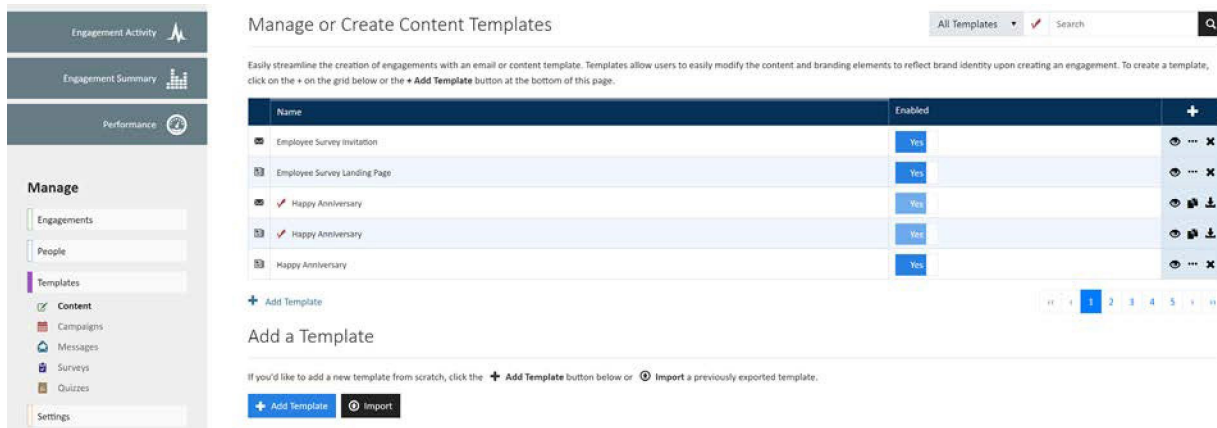 Engagement Activity
Engagement Summary
Performance
Manage
Engagements
People
Templates
Content
Campaigns
Messages
Surveys
Quizzes
Settings
Manage or Create Content Templates
All Templates
Search
Easily streamline the creation of engagements with an email or content template. Templates allow users to easily modify the content and branding elements to reflect brand identity upon creating an engagement. To create a template,
click on the + on the grid below or the + Add Template button at the bottom of this page.
Name Enabled
Employee Survey Invitation Yes
Employee Survey Landing Page Yes
Happy Anniversary Yes
Happy Anniversary Yes
Happy Anniversary Yes
+ Add Template
‹‹ ‹ 1 2 3 4 5 › ››
Add a Template
If you'd like to add a new template from scratch, click the + Add Template button below or Import a previously exported template.
+ Add Template Import